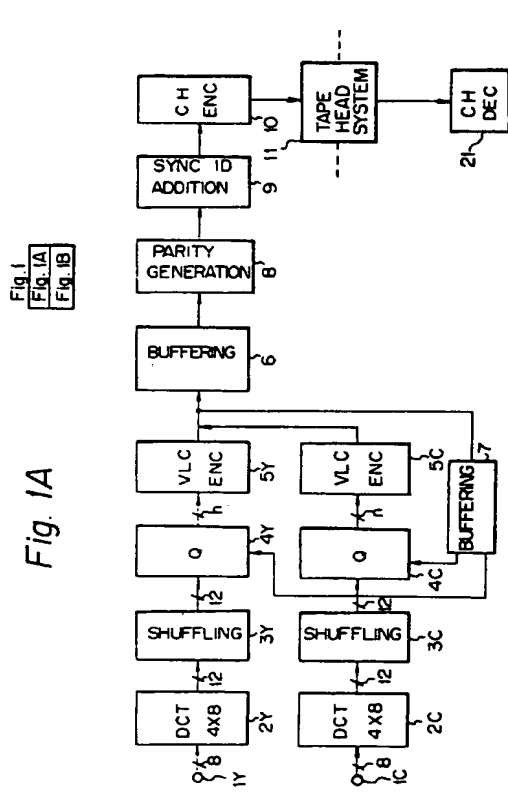 Fig. 1A
Fig. 1
Fig. 1A
Fig. 1B
8
1Y
DCT
4X8
2Y
12
SHUFFLING
3Y
12
Q
4Y
n
VLC
ENC
5Y
BUFFERING
6
PARITY
GENERATION
8
SYNC ID
ADDITION
9
CH
ENC
10
TAPE
HEAD
SYSTEM
11
CH
DEC
21
8
1C
DCT
4X8
2C
12
SHUFFLING
3C
12
Q
4C
n
VLC
ENC
5C
BUFFERING
7